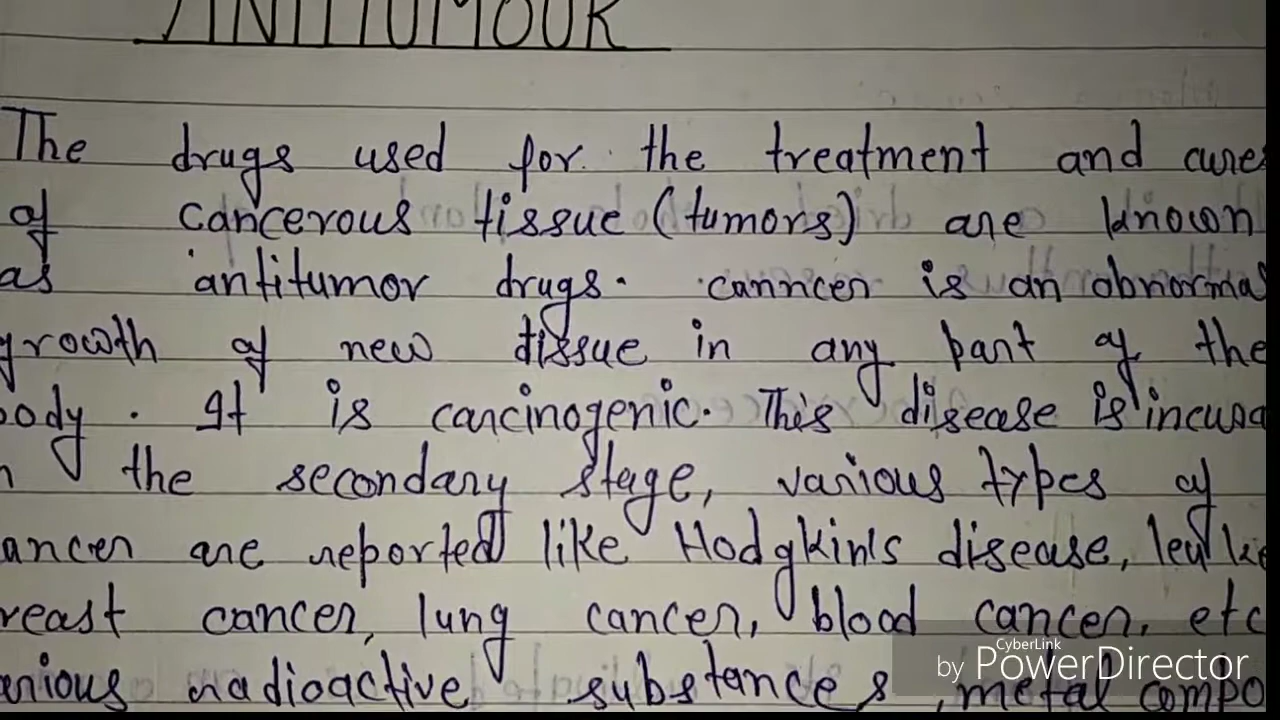 ANTITUMOUR
The drugs used for the treatment and cures
of cancerous tissue (tumors) are known
as antitumor drugs. canncer is an abnormal
growth of new tissue in any part of the
body. It is carcinogenic. This disease is incura
the secondary stage, various types of
ancer are reported like Hodgkin's disease, leuke
reast cancer, lung cancer, blood cancer, etc
arious radioactive substances, metal compo
CyberLink
by PowerDirector